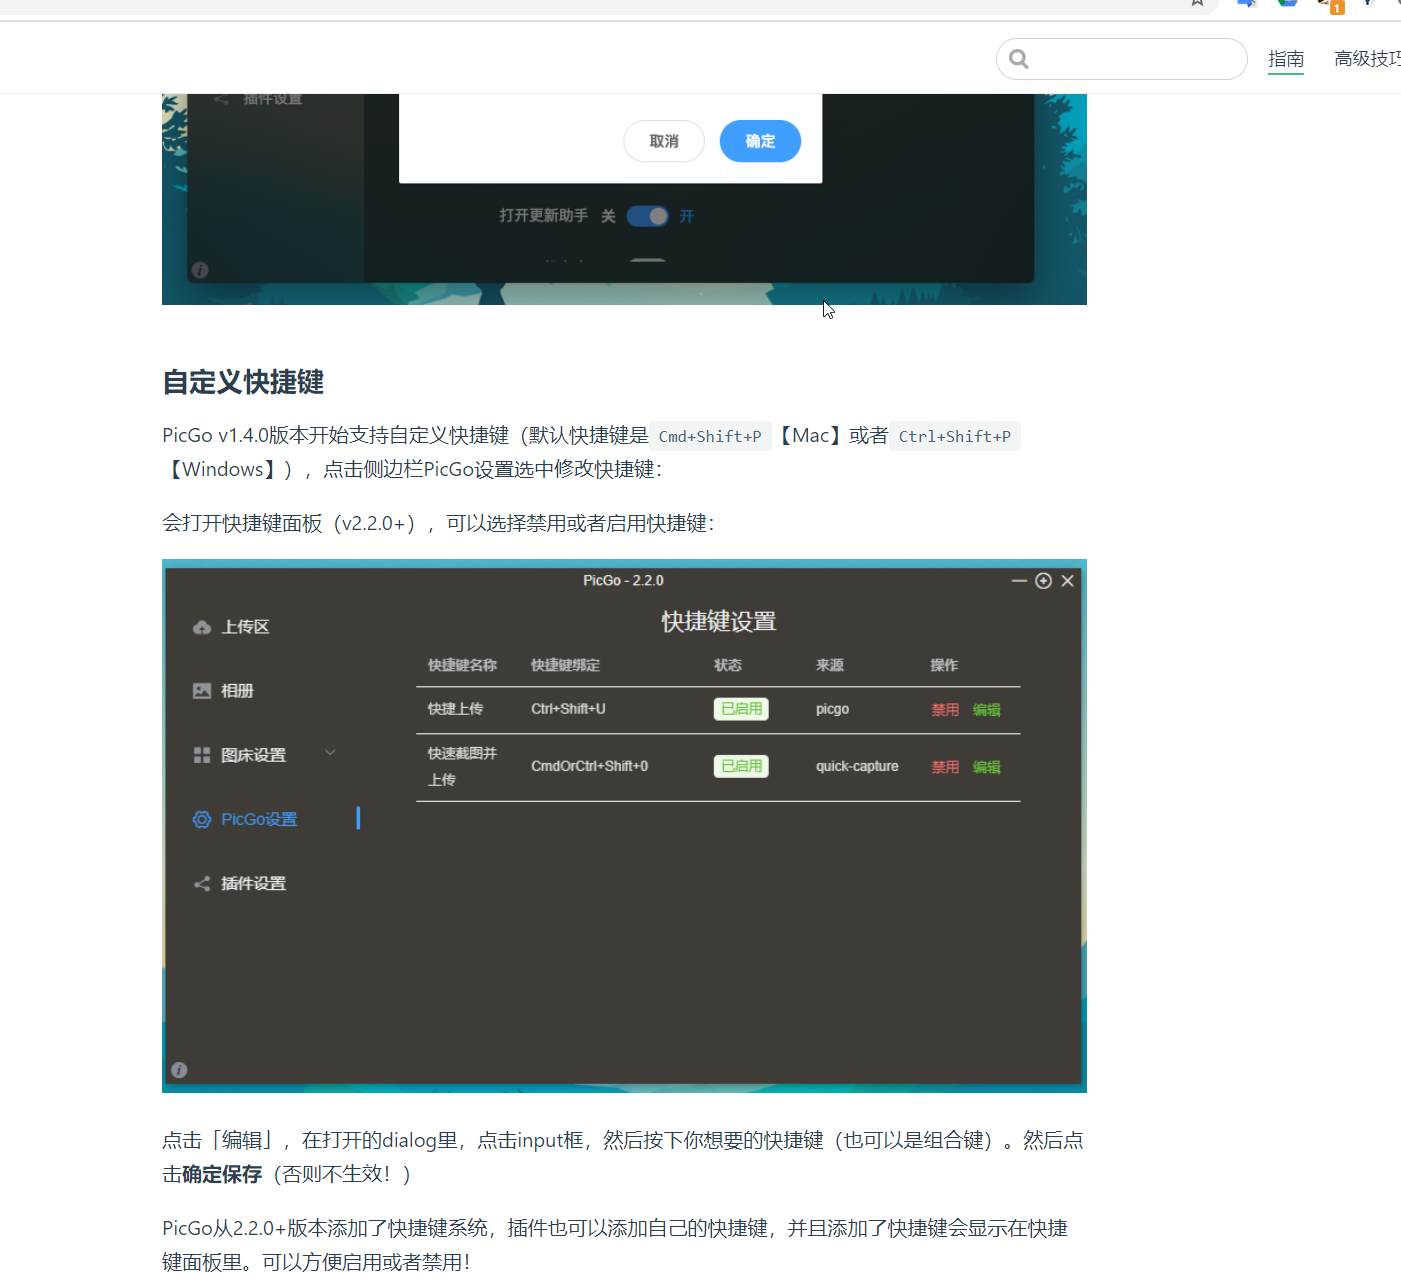 1
指南
高级技巧
插件设置
取消
确定
打开更新助手 关 开
自定义快捷键
PicGo v1.4.0版本开始支持自定义快捷键（默认快捷键是 Cmd+Shift+P 【Mac】或者 Ctrl+Shift+P
【Windows】），点击侧边栏PicGo设置选中修改快捷键：
会打开快捷键面板（v2.2.0+），可以选择禁用或者启用快捷键：
PicGo - 2.2.0
快捷键设置
上传区
相册
图床设置
PicGo设置
插件设置
快捷键名称 快捷键绑定 状态 来源 操作
快捷上传 Ctrl+Shift+U 已启用 picgo 禁用 编辑
快速截图并
上传
CmdOrCtrl+Shift+0 已启用 quick-capture 禁用 编辑
点击「编辑」，在打开的dialog里，点击input框，然后按下你想要的快捷键（也可以是组合键）。然后点
击确定保存（否则不生效！）
PicGo从2.2.0+版本添加了快捷键系统，插件也可以添加自己的快捷键，并且添加了快捷键会显示在快捷
键面板里。可以方便启用或者禁用！